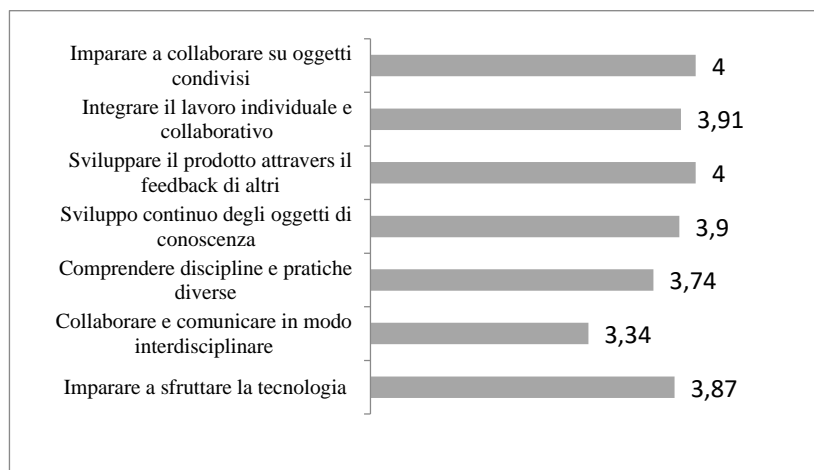 Imparare a collaborare su oggetti
condivisi
4
Integrare il lavoro individuale e
collaborativo
3,91
Sviluppare il prodotto attravers il
feedback di altri
4
Sviluppo continuo degli oggetti di
conoscenza
3,9
Comprendere discipline e pratiche
diverse
3,74
Collaborare e comunicare in modo
interdisciplinare
3,34
Imparare a sfruttare la tecnologia
3,87